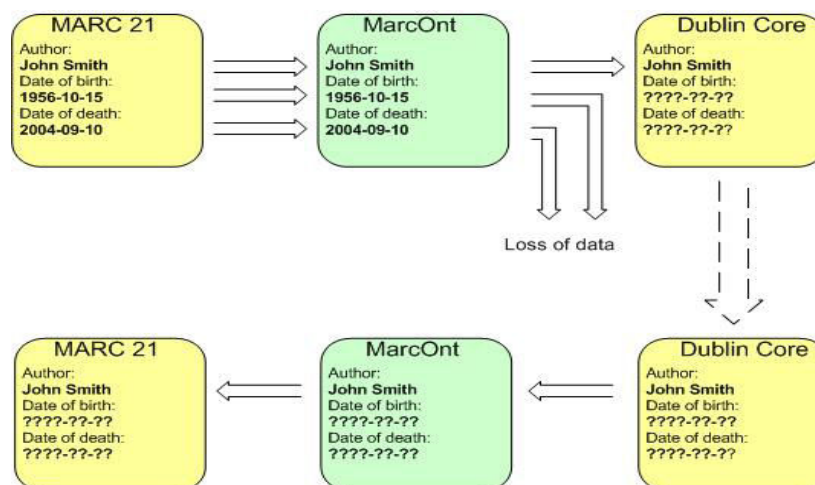 MARC 21
Author:
John Smith
Date of birth:
1956-10-15
Date of death:
2004-09-10
MarcOnt
Author:
John Smith
Date of birth:
1956-10-15
Date of death:
2004-09-10
Dublin Core
Author:
John Smith
Date of birth:
????-??-??
Date of death:
????-??-??
Loss of data
MARC 21
Author:
John Smith
Date of birth:
????-??-??
Date of death:
????-??-??
MarcOnt
Author:
John Smith
Date of birth:
????-??-??
Date of death:
????-??-??
Dublin Core
Author:
John Smith
Date of birth:
????-??-??
Date of death:
????-??-??